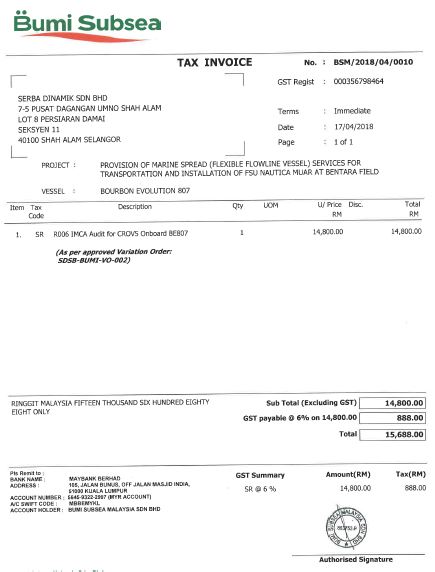 Bumi Subsea
TAX INVOICE No. : BSM/2018/04/0010
GST Regist : 000356798464
SERBA DINAMIK SDN BHD
7-5 PUSAT DAGANGAN UMNO SHAH ALAM
LOT 8 PERSIARAN DAMAI
SEKSYEN 11
40100 SHAH ALAM SELANGOR
Terms : Immediate
Date : 17/04/2018
Page : 1 of 1
PROJECT : PROVISION OF MARINE SPREAD (FLEXIBLE FLOWLINE VESSEL) SERVICES FOR
TRANSPORTATION AND INSTALLATION OF FSU NAUTICA MUAR AT BENTARA FIELD
VESSEL : BOURBON EVOLUTION 807
Item Tax Description Qty UOM U/ Price Disc. Total
Code RM RM
1. SR R006 IMCA Audit for CROV5 Onboard BE807 1 14,800.00 14,800.00
(As per approved Variation Order:
SDSB-BUMI-VO-002)
RINGGIT MALAYSIA FIFTEEN THOUSAND SIX HUNDRED EIGHTY
EIGHT ONLY
Sub Total (Excluding GST) 14,800.00
GST payable @ 6% on 14,800.00 888.00
Total 15,688.00
Pls Remit to :
BANK NAME : MAYBANK BERHAD
ADDRESS : 105, JALAN BUNUS, OFF JALAN MASJID INDIA,
51000 KUALA LUMPUR
ACCOUNT NUMBER : 5645-9322-2997 (MYR ACCOUNT)
A/C SWIFT CODE : MBBEMYKL
ACCOUNT HOLDER : BUMI SUBSEA MALAYSIA SDN BHD
GST Summary Amount(RM) Tax(RM)
SR @ 6 % 14,800.00 888.00
Authorised Signature